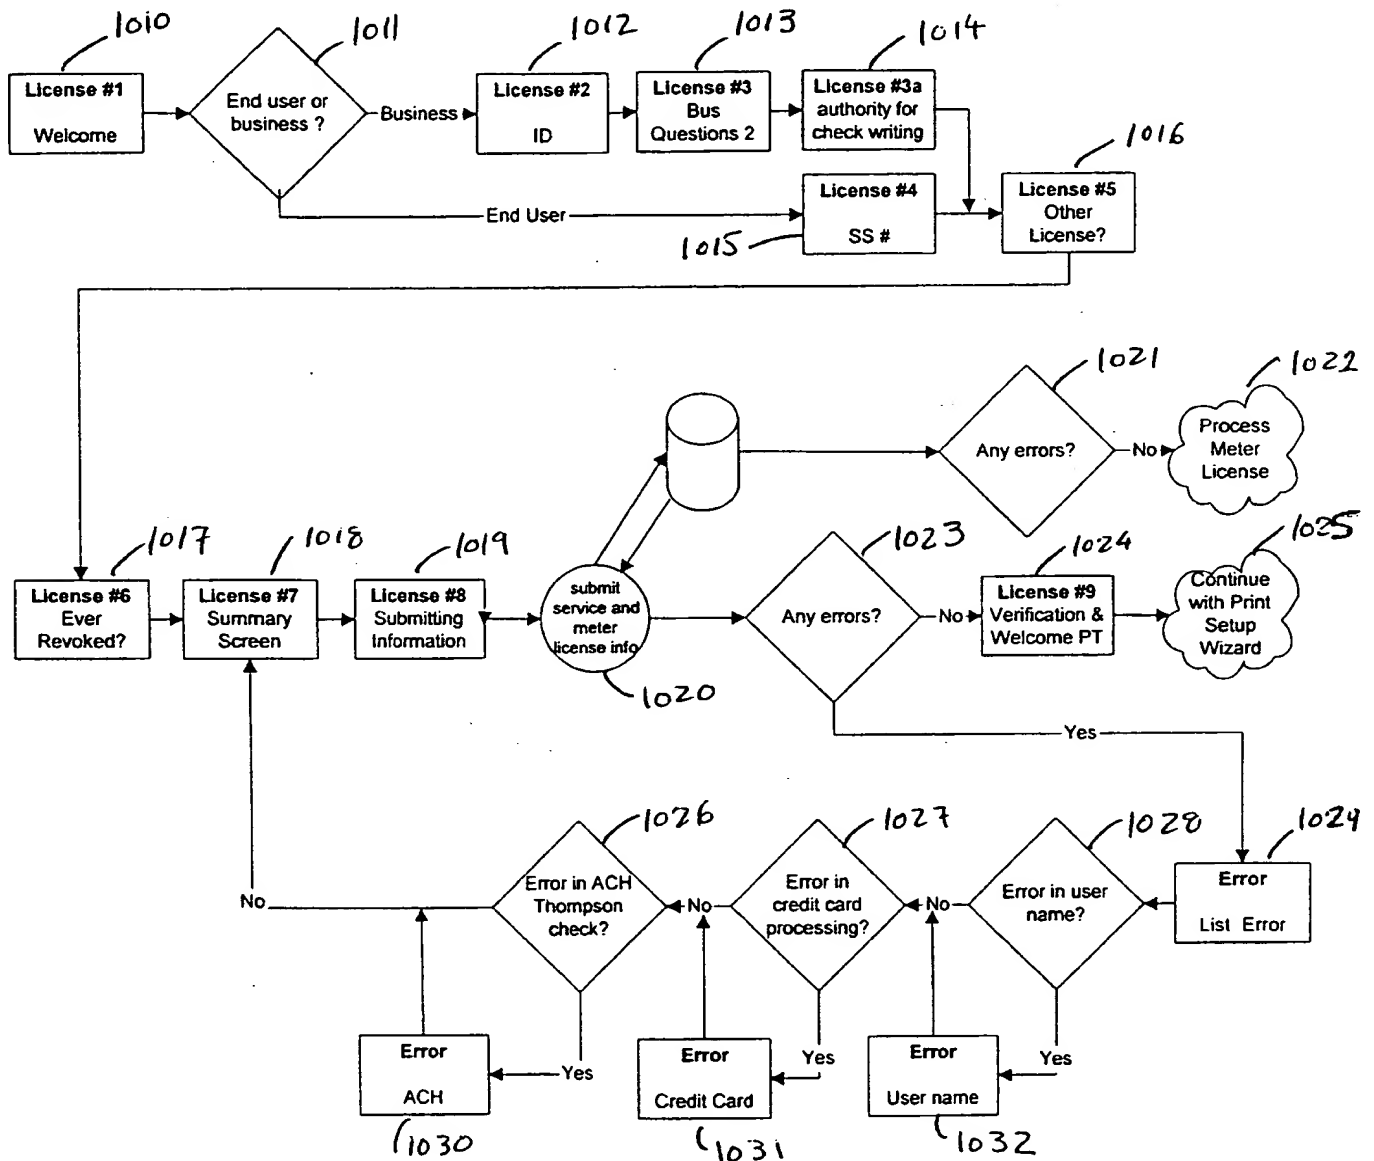 1010
1011
1012
1013
1014
License #1
Welcome
End user or
business ?
Business
License #2
ID
License #3
Bus
Questions 2
License #3a
authority for
check writing
1016
End User
License #4
SS #
1015
License #5
Other
License?
1021
1022
Any errors?
No
Process
Meter
License
1017
1018
1019
1023
1024
1025
License #6
Ever
Revoked?
License #7
Summary
Screen
License #8
Submitting
Information
submit
service and
meter
license info
1020
Any errors?
No
License #9
Verification &
Welcome PT
Continue
with Print
Setup
Wizard
Yes
1026
1027
1028
1029
No
Error in ACH
Thompson
check?
No
Error in
credit card
processing?
No
Error in user
name?
Error
List Error
Error
ACH
Yes
Error
Credit Card
Yes
Error
User name
Yes
1030
1031
1032